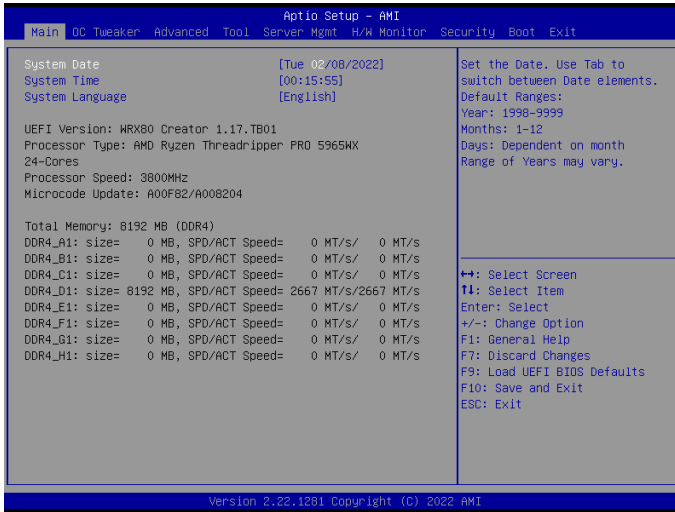 Aptio Setup – AMI
Main OC Tweaker Advanced Tool Server Mgmt H/W Monitor Security Boot Exit
System Date [Tue 02/08/2022]
System Time [00:15:55]
System Language [English]
UEFI Version: WRX80 Creator 1.17.TB01
Processor Type: AMD Ryzen Threadripper PRO 5965WX
24-Cores
Processor Speed: 3800MHz
Microcode Update: A00F82/A008204
Total Memory: 8192 MB (DDR4)
DDR4_A1: size= 0 MB, SPD/ACT Speed= 0 MT/s/ 0 MT/s
DDR4_B1: size= 0 MB, SPD/ACT Speed= 0 MT/s/ 0 MT/s
DDR4_C1: size= 0 MB, SPD/ACT Speed= 0 MT/s/ 0 MT/s
DDR4_D1: size= 8192 MB, SPD/ACT Speed= 2667 MT/s/2667 MT/s
DDR4_E1: size= 0 MB, SPD/ACT Speed= 0 MT/s/ 0 MT/s
DDR4_F1: size= 0 MB, SPD/ACT Speed= 0 MT/s/ 0 MT/s
DDR4_G1: size= 0 MB, SPD/ACT Speed= 0 MT/s/ 0 MT/s
DDR4_H1: size= 0 MB, SPD/ACT Speed= 0 MT/s/ 0 MT/s
Set the Date. Use Tab to
switch between Date elements.
Default Ranges:
Year: 1998-9999
Months: 1-12
Days: Dependent on month
Range of Years may vary.
↔: Select Screen
↑↓: Select Item
Enter: Select
+/-: Change Option
F1: General Help
F7: Discard Changes
F9: Load UEFI BIOS Defaults
F10: Save and Exit
ESC: Exit
Version 2.22.1281 Copyright (C) 2022 AMI